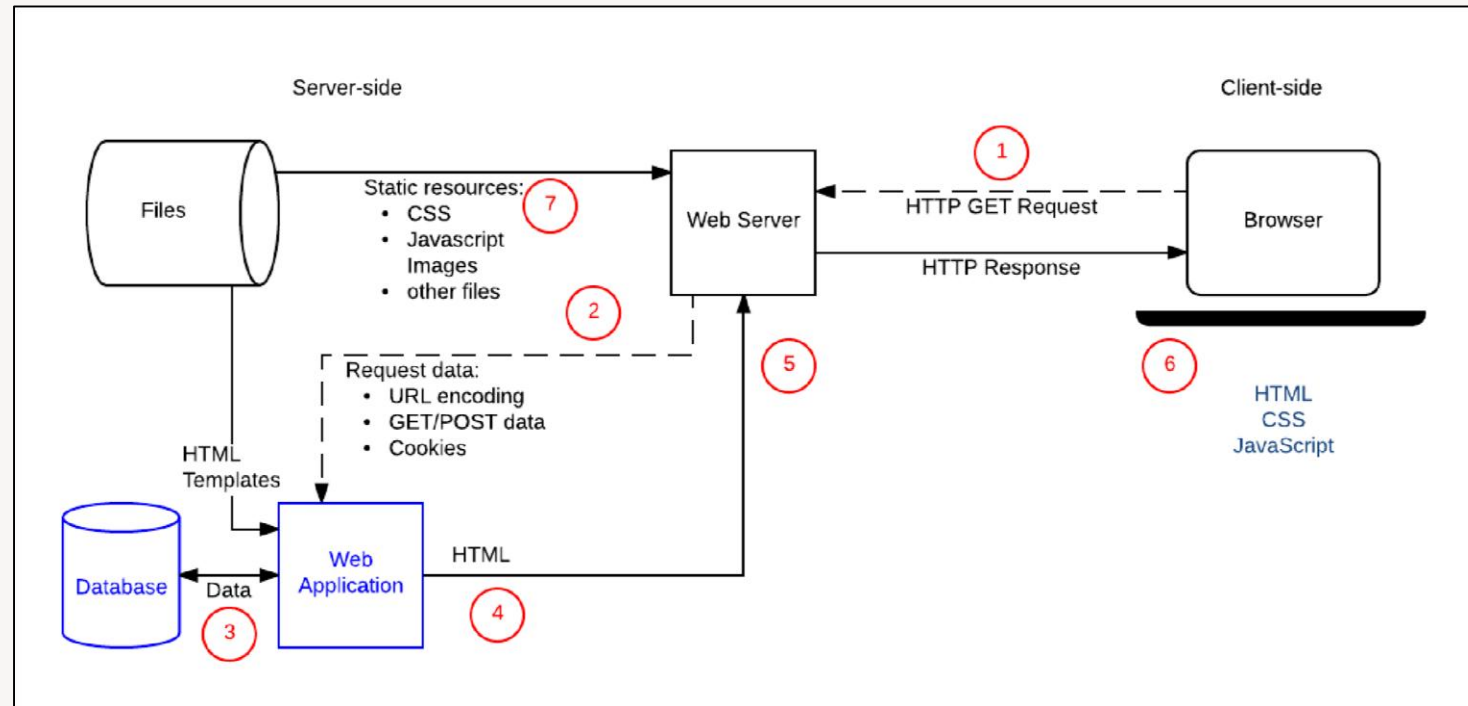 Server-side
Client-side
Files
Static resources:
• CSS
• Javascript
Images
• other files
7
Web Server
1
HTTP GET Request
HTTP Response
Browser
2
Request data:
• URL encoding
• GET/POST data
• Cookies
5
6
HTML
CSS
JavaScript
HTML
Templates
Database
Data
3
Web
Application
HTML
4